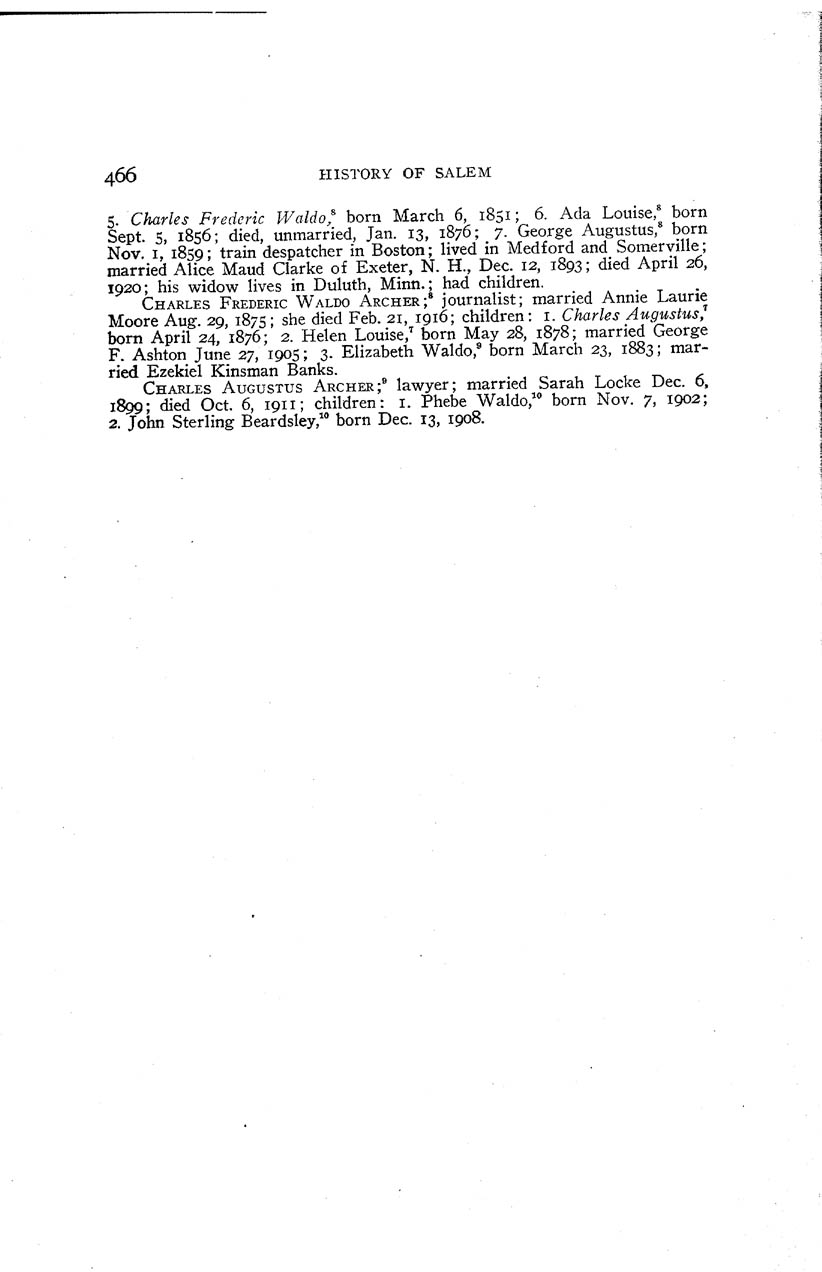 466 HISTORY OF SALEM
5. Charles Frederic Waldo,⁸ born March 6, 1851; 6. Ada Louise,⁸ born
Sept. 5, 1856; died, unmarried, Jan. 13, 1876; 7. George Augustus,⁸ born
Nov. 1, 1859; train despatcher in Boston; lived in Medford and Somerville;
married Alice Maud Clarke of Exeter, N. H., Dec. 12, 1893; died April 26,
1920; his widow lives in Duluth, Minn.; had children.
CHARLES FREDERIC WALDO ARCHER;⁸ journalist; married Annie Laurie
Moore Aug. 29, 1875; she died Feb. 21, 1916; children: 1. Charles Augustus,⁷
born April 24, 1876; 2. Helen Louise,⁷ born May 28, 1878; married George
F. Ashton June 27, 1905; 3. Elizabeth Waldo,⁹ born March 23, 1883; mar-
ried Ezekiel Kinsman Banks.
CHARLES AUGUSTUS ARCHER;⁹ lawyer; married Sarah Locke Dec. 6,
1899; died Oct. 6, 1911; children: 1. Phebe Waldo,¹⁰ born Nov. 7, 1902;
2. John Sterling Beardsley,¹⁰ born Dec. 13, 1908.